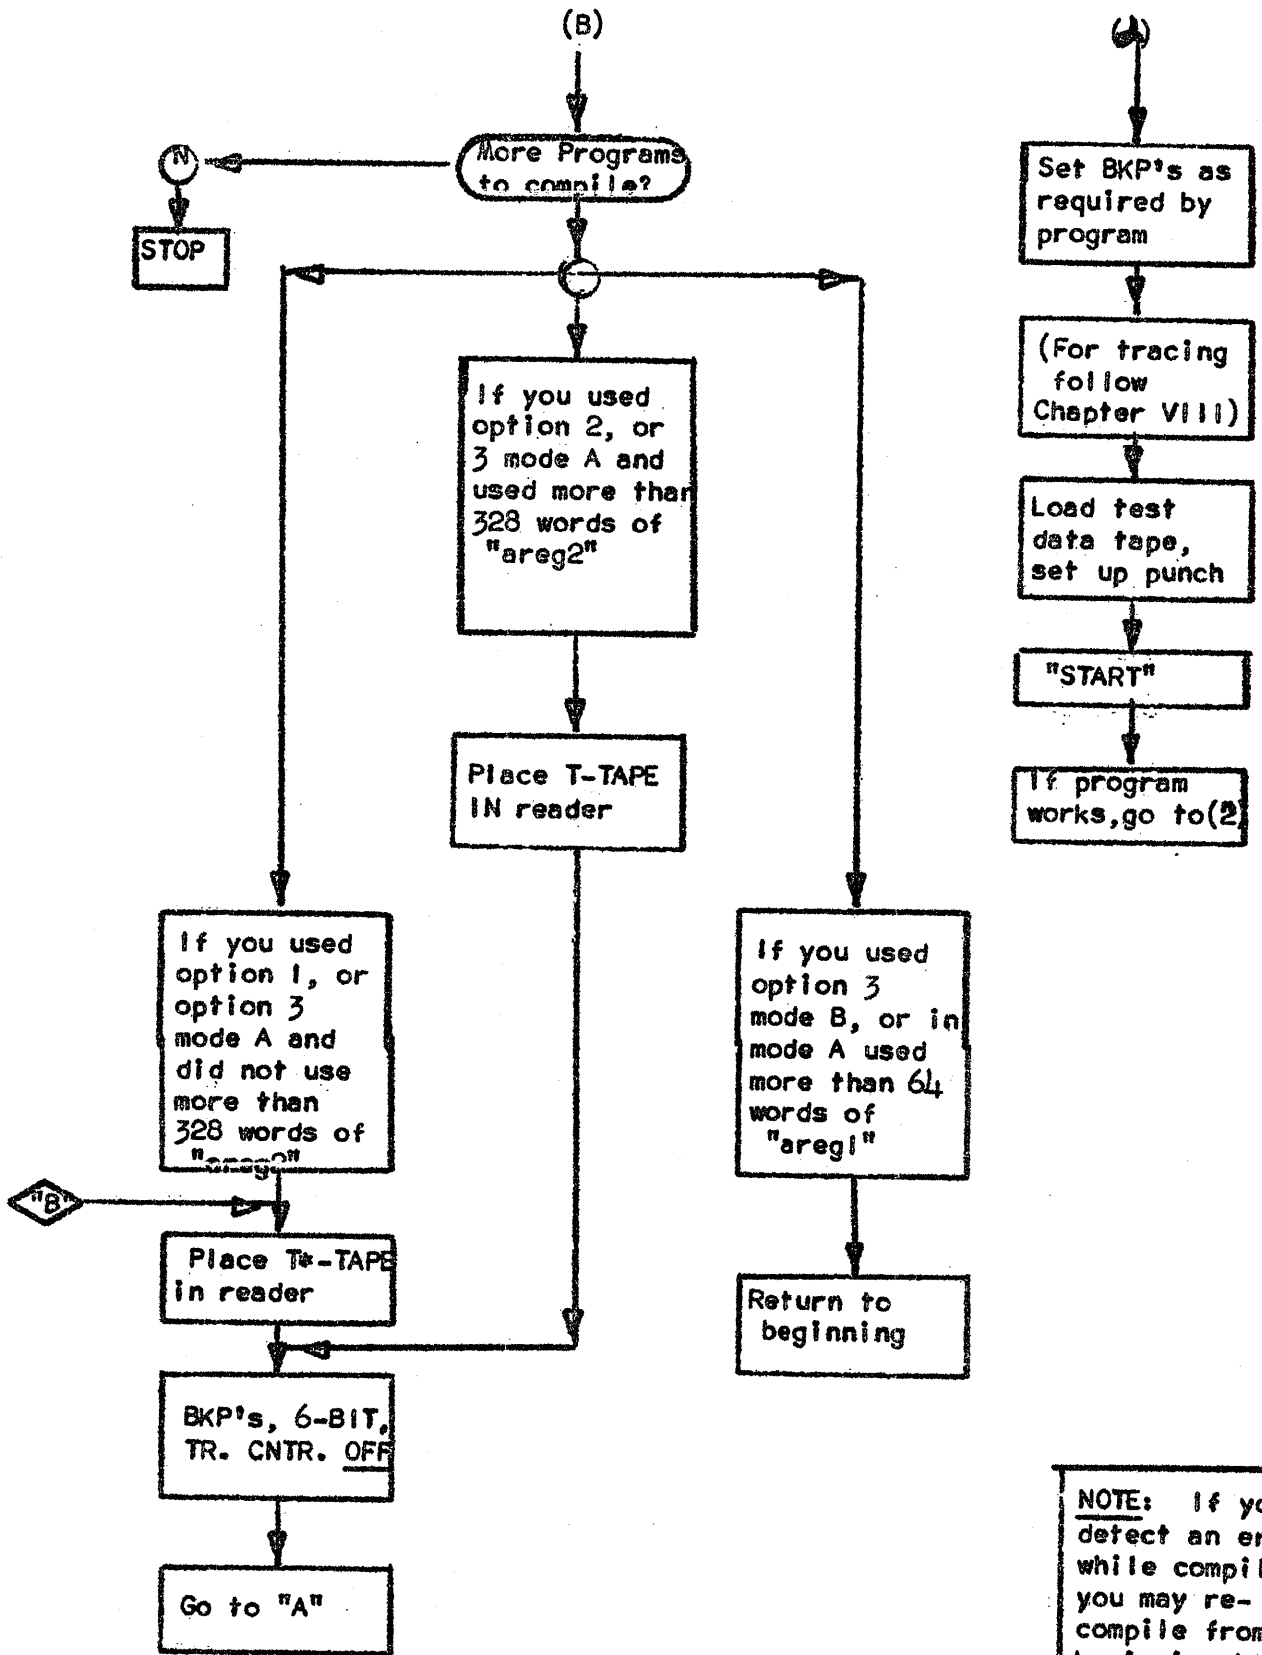 (B)
More Programs
to compile?
N
STOP
If you used
option 2, or
3 mode A and
used more than
328 words of
"areg2"
Place T-TAPE
IN reader
If you used
option 1, or
option 3
mode A and
did not use
more than
328 words of
"B"
Place T*-TAPE
in reader
BKP's, 6-BIT,
TR. CNTR. OFF
Go to "A"
If you used
option 3
mode B, or in
mode A used
more than 64
words of
"areg1"
Return to
beginning
Set BKP's as
required by
program
(For tracing
follow
Chapter VIII)
Load test
data tape,
set up punch
"START"
If program
works,go to(2)
NOTE: If yo
detect an er
while compil
you may re-
compile from